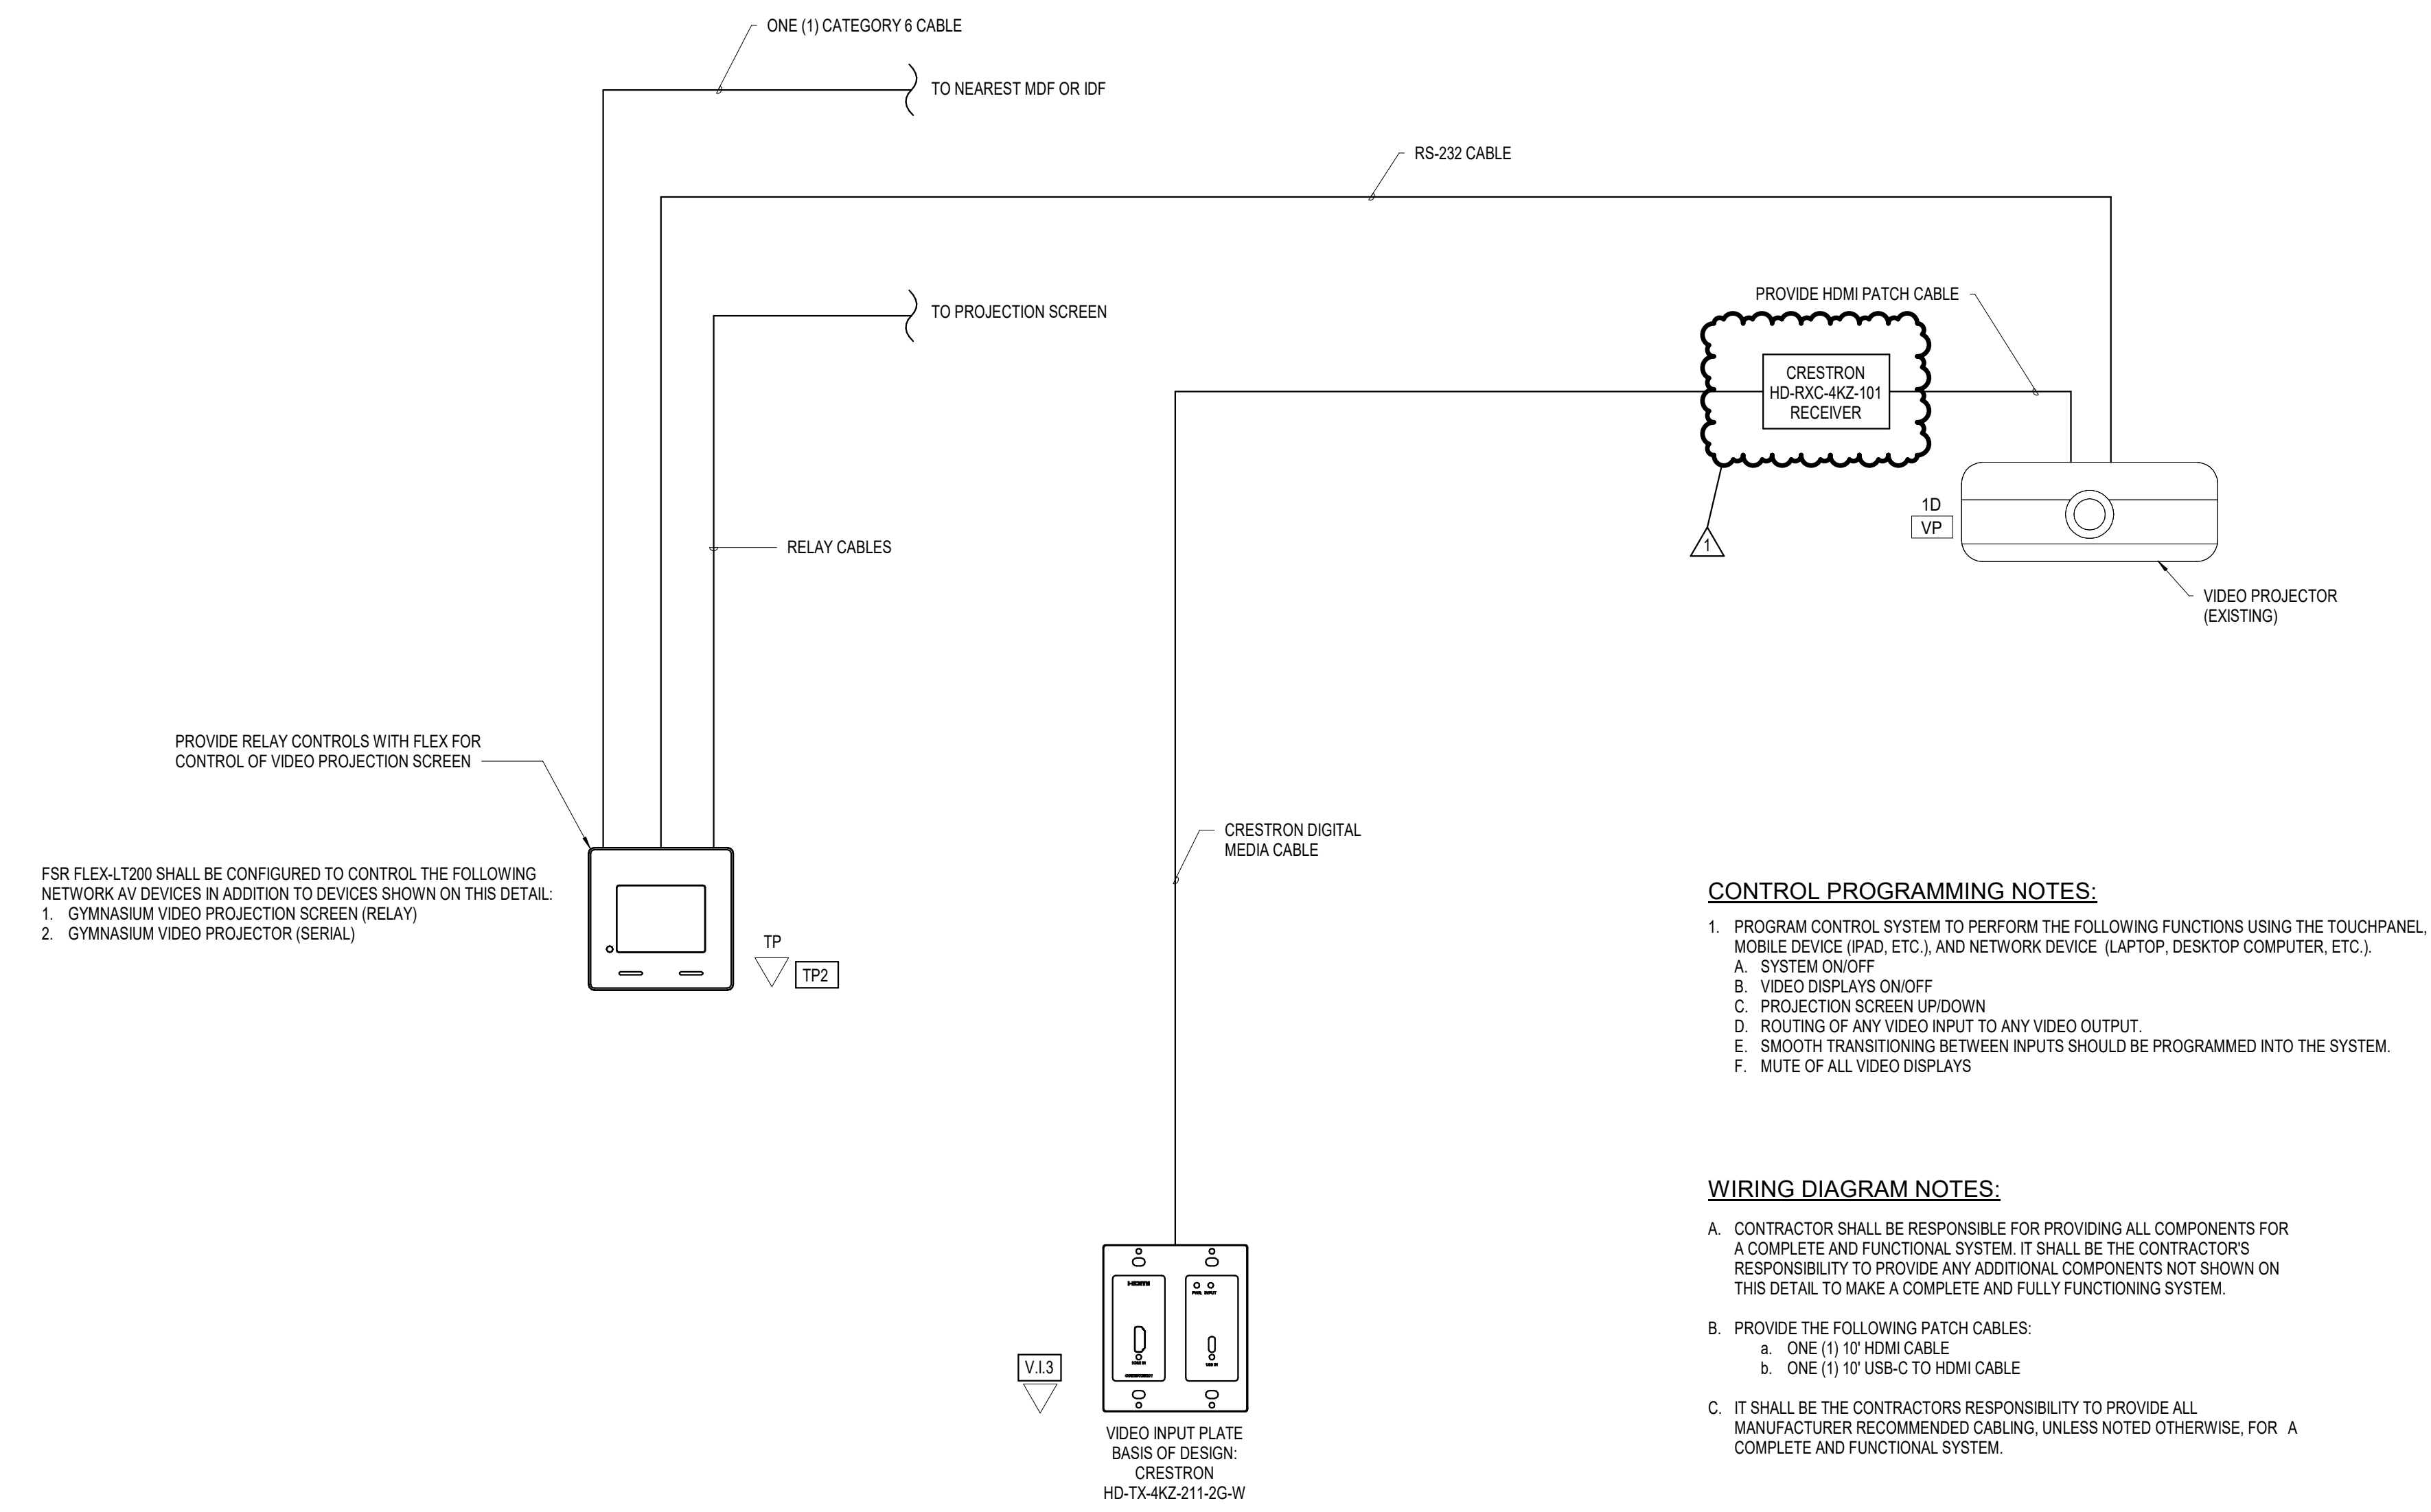 ONE (1) CATEGORY 6 CABLE
TO NEAREST MDF OR IDF
RS-232 CABLE
PROVIDE HDMI PATCH CABLE
TO PROJECTION SCREEN
CRESTRON
HD-RXC-4KZ-101
RECEIVER
1D
VP
1
RELAY CABLES
VIDEO PROJECTOR
(EXISTING)
PROVIDE RELAY CONTROLS WITH FLEX FOR
CONTROL OF VIDEO PROJECTION SCREEN
CRESTRON DIGITAL
MEDIA CABLE
FSR FLEX-LT200 SHALL BE CONFIGURED TO CONTROL THE FOLLOWING
NETWORK AV DEVICES IN ADDITION TO DEVICES SHOWN ON THIS DETAIL:
1. GYMNASIUM VIDEO PROJECTION SCREEN (RELAY)
2. GYMNASIUM VIDEO PROJECTOR (SERIAL)
TP
TP2
CONTROL PROGRAMMING NOTES:
1. PROGRAM CONTROL SYSTEM TO PERFORM THE FOLLOWING FUNCTIONS USING THE TOUCHPANEL,
MOBILE DEVICE (IPAD, ETC.), AND NETWORK DEVICE (LAPTOP, DESKTOP COMPUTER, ETC.).
A. SYSTEM ON/OFF
B. VIDEO DISPLAYS ON/OFF
C. PROJECTION SCREEN UP/DOWN
D. ROUTING OF ANY VIDEO INPUT TO ANY VIDEO OUTPUT.
E. SMOOTH TRANSITIONING BETWEEN INPUTS SHOULD BE PROGRAMMED INTO THE SYSTEM.
F. MUTE OF ALL VIDEO DISPLAYS
WIRING DIAGRAM NOTES:
A. CONTRACTOR SHALL BE RESPONSIBLE FOR PROVIDING ALL COMPONENTS FOR
A COMPLETE AND FUNCTIONAL SYSTEM. IT SHALL BE THE CONTRACTOR'S
RESPONSIBILITY TO PROVIDE ANY ADDITIONAL COMPONENTS NOT SHOWN ON
THIS DETAIL TO MAKE A COMPLETE AND FULLY FUNCTIONING SYSTEM.
B. PROVIDE THE FOLLOWING PATCH CABLES:
a. ONE (1) 10' HDMI CABLE
b. ONE (1) 10' USB-C TO HDMI CABLE
C. IT SHALL BE THE CONTRACTORS RESPONSIBILITY TO PROVIDE ALL
MANUFACTURER RECOMMENDED CABLING, UNLESS NOTED OTHERWISE, FOR A
COMPLETE AND FUNCTIONAL SYSTEM.
PWR INPUT
HDMI IN
USB IN
V.I.3
VIDEO INPUT PLATE
BASIS OF DESIGN:
CRESTRON
HD-TX-4KZ-211-2G-W